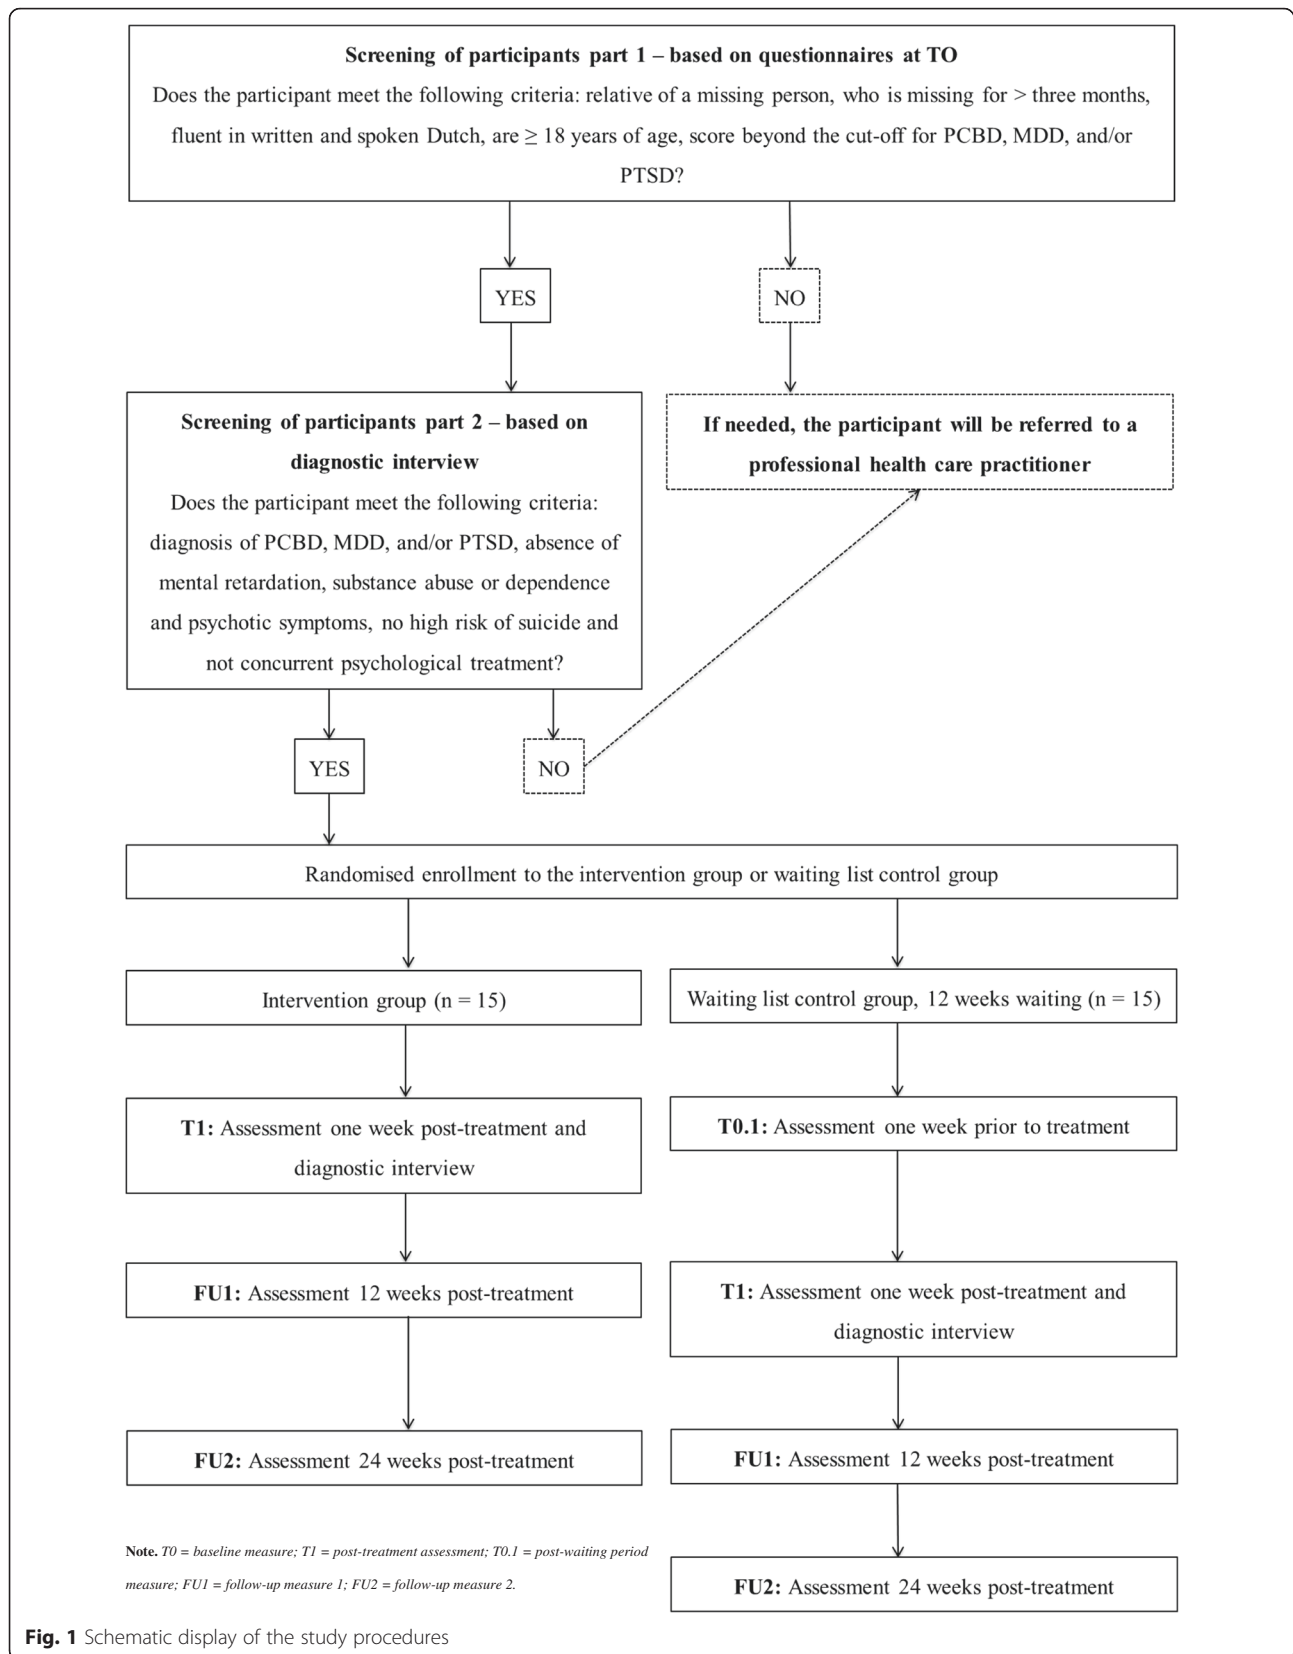 Screening of participants part 1 – based on questionnaires at TO
Does the participant meet the following criteria: relative of a missing person, who is missing for > three months,
fluent in written and spoken Dutch, are ≥ 18 years of age, score beyond the cut-off for PCBD, MDD, and/or
PTSD?
YES
NO
Screening of participants part 2 – based on
diagnostic interview
Does the participant meet the following criteria:
diagnosis of PCBD, MDD, and/or PTSD, absence of
mental retardation, substance abuse or dependence
and psychotic symptoms, no high risk of suicide and
not concurrent psychological treatment?
If needed, the participant will be referred to a
professional health care practitioner
YES
NO
Randomised enrollment to the intervention group or waiting list control group
Intervention group (n = 15)
T1: Assessment one week post-treatment and
diagnostic interview
FU1: Assessment 12 weeks post-treatment
FU2: Assessment 24 weeks post-treatment
Waiting list control group, 12 weeks waiting (n = 15)
T0.1: Assessment one week prior to treatment
T1: Assessment one week post-treatment and
diagnostic interview
FU1: Assessment 12 weeks post-treatment
FU2: Assessment 24 weeks post-treatment
Note. T0 = baseline measure; T1 = post-treatment assessment; T0.1 = post-waiting period
measure; FU1 = follow-up measure 1; FU2 = follow-up measure 2.
Fig. 1 Schematic display of the study procedures